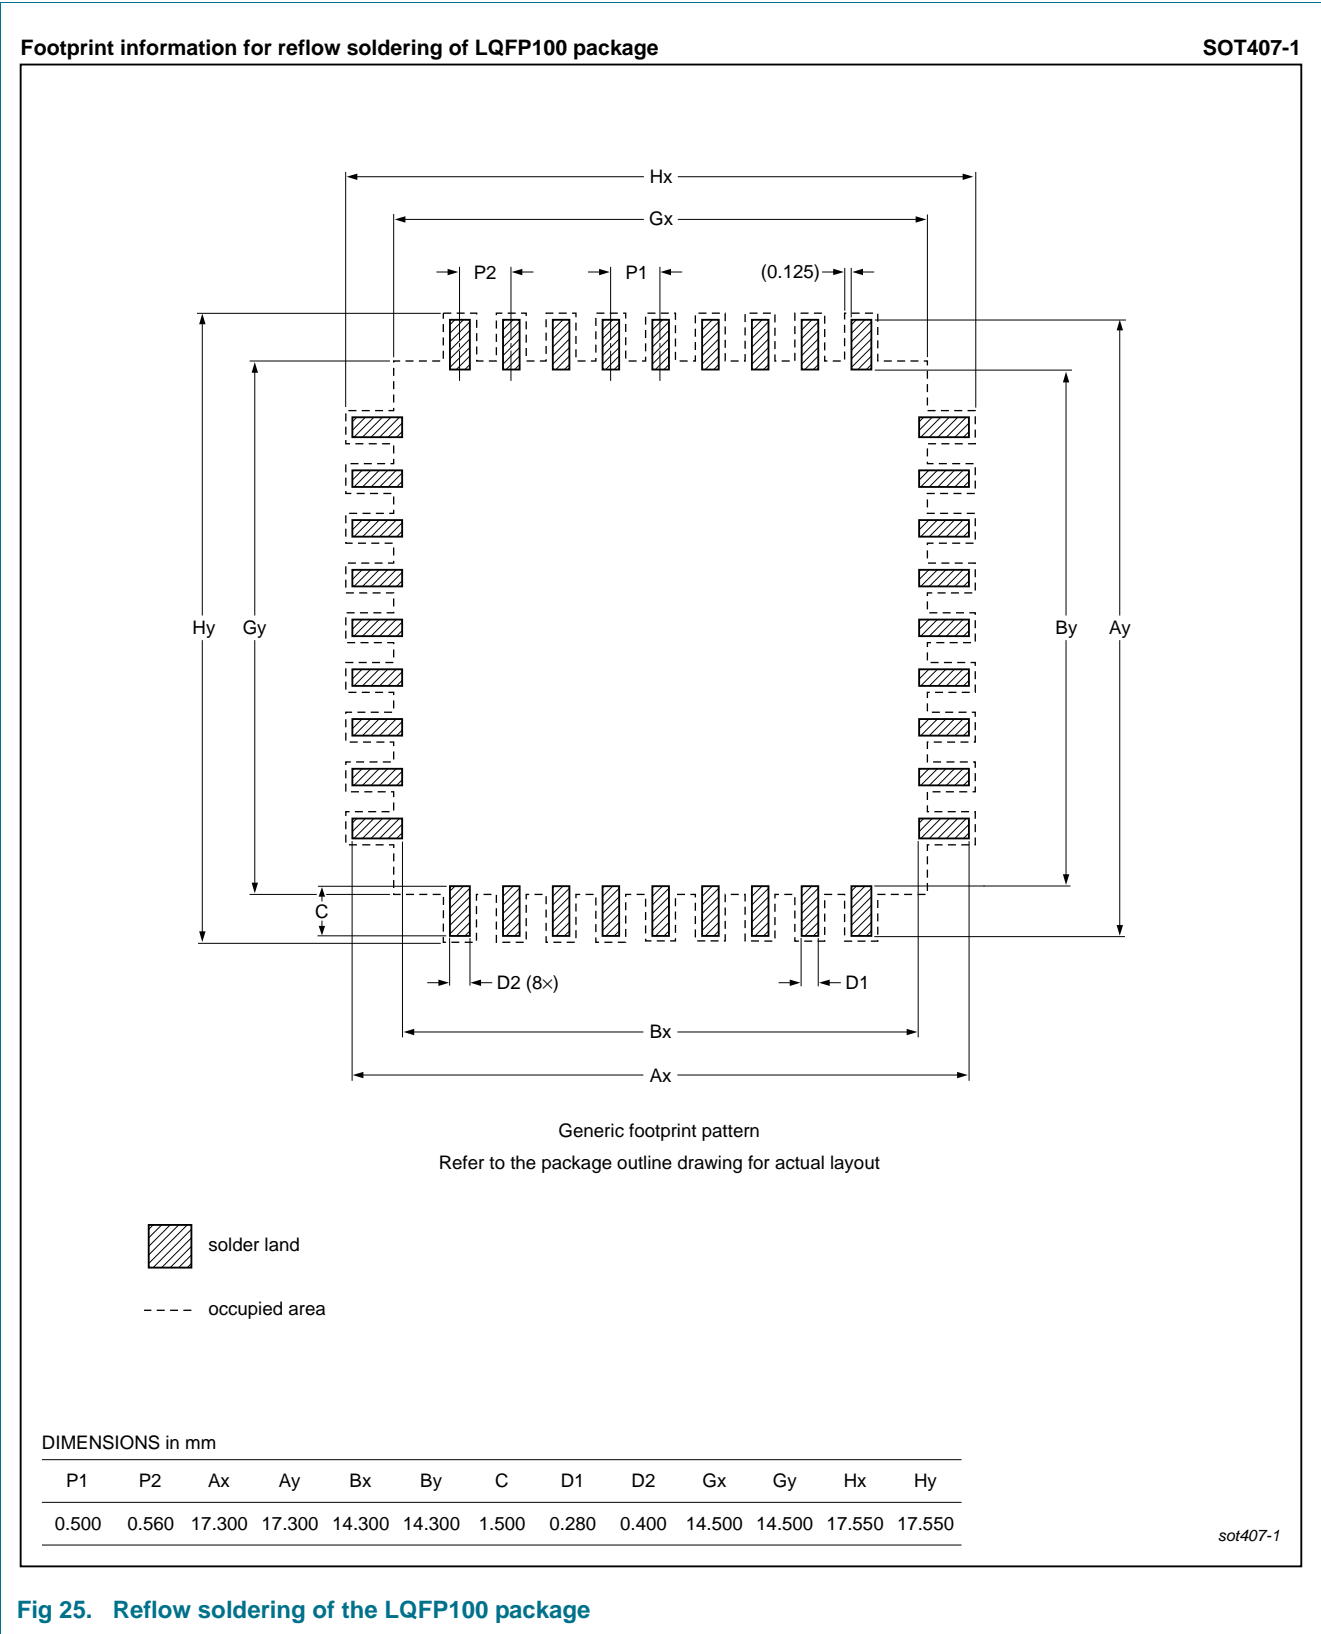 Footprint information for reflow soldering of LQFP100 package SOT407-1
Hx
Gx
P2 P1 (0.125)
Hy Gy By Ay
C
D2 (8×) D1
Bx
Ax
Generic footprint pattern
Refer to the package outline drawing for actual layout
solder land
occupied area
DIMENSIONS in mm
P1 P2 Ax Ay Bx By C D1 D2 Gx Gy Hx Hy
0.500 0.560 17.300 17.300 14.300 14.300 1.500 0.280 0.400 14.500 14.500 17.550 17.550
sot407-1
Fig 25. Reflow soldering of the LQFP100 package